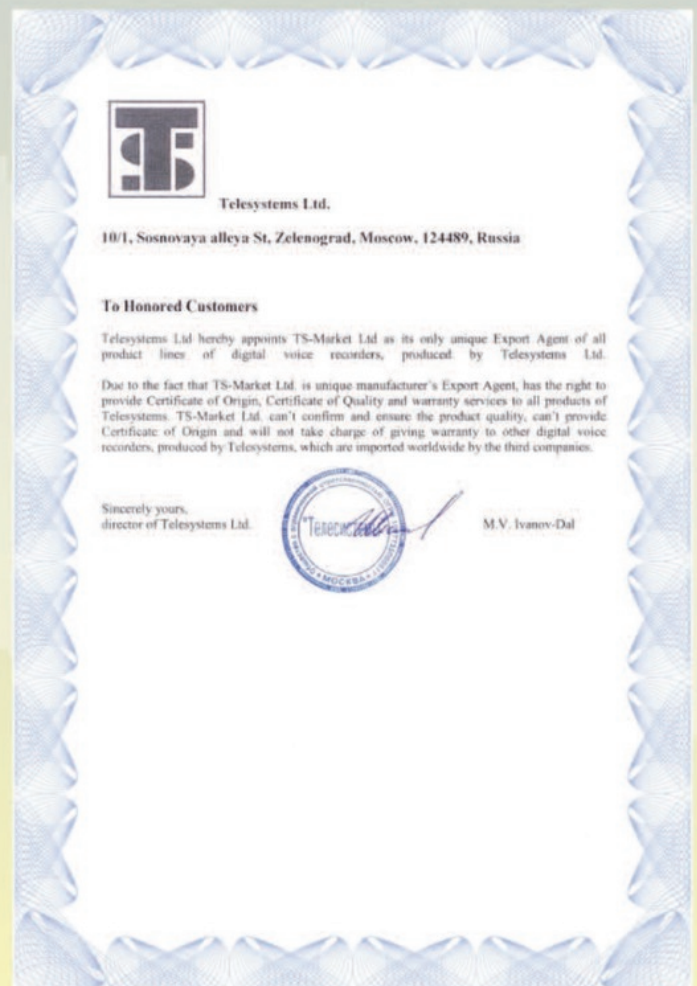 TS
Telesystems Ltd.
10/1, Sosnovaya alleya St, Zelenograd, Moscow, 124489, Russia
To Honored Customers
Telesystems Ltd hereby appoints TS-Market Ltd as its only unique Export Agent of all
product lines of digital voice recorders, produced by Telesystems Ltd.
Due to the fact that TS-Market Ltd. is unique manufacturer's Export Agent, has the right to
provide Certificate of Origin, Certificate of Quality and warranty services to all products of
Telesystems. TS-Market Ltd. can't confirm and ensure the product quality, can't provide
Certificate of Origin and will not take charge of giving warranty to other digital voice
recorders, produced by Telesystems, which are imported worldwide by the third companies.
Sincerely yours,
director of Telesystems Ltd.
M.V. Ivanov-Dal
МОСКВА